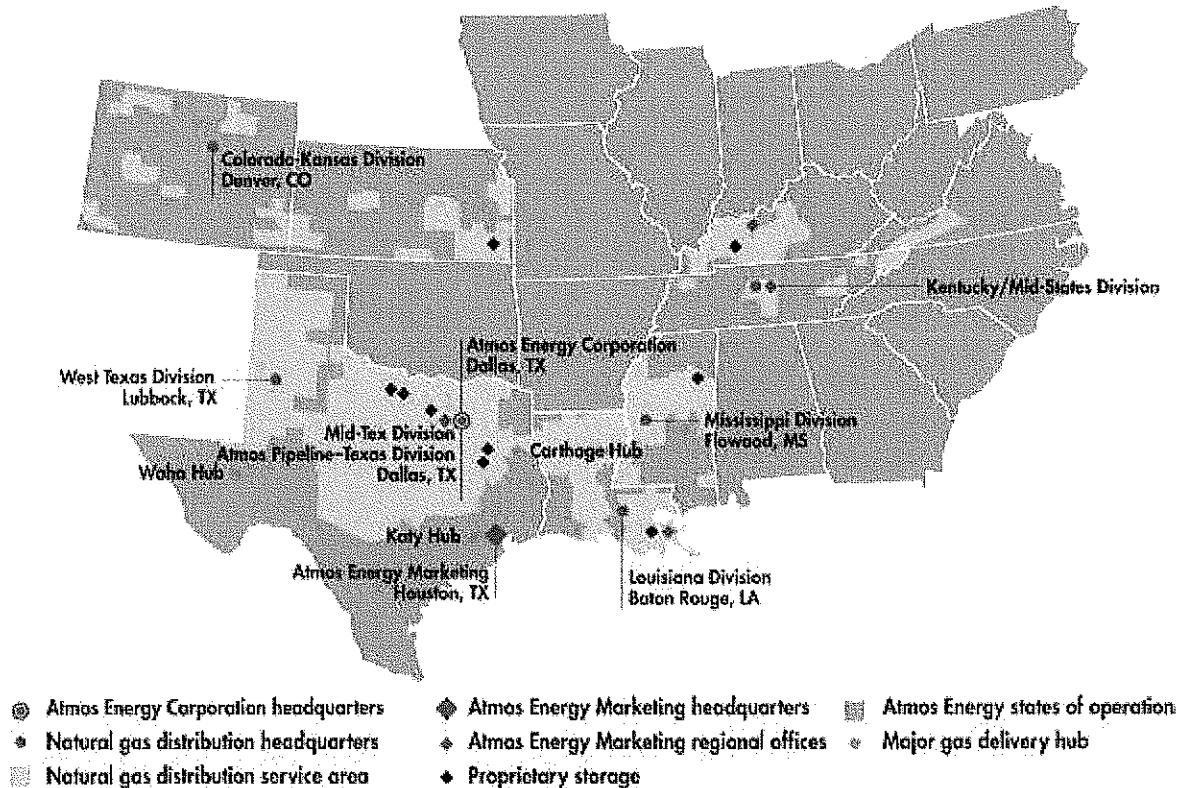 Colorado-Kansas Division
Denver, CO
Kentucky/Mid-States Division
Atmos Energy Corporation
Dallas, TX
West Texas Division
Lubbock, TX
Mississippi Division
Flowood, MS
Mid-Tex Division
Atmos Pipeline–Texas Division
Dallas, TX
Carthage Hub
Waha Hub
Katy Hub
Atmos Energy Marketing
Houston, TX
Louisiana Division
Baton Rouge, LA
Atmos Energy Corporation headquarters
Natural gas distribution headquarters
Natural gas distribution service area
Atmos Energy Marketing headquarters
Atmos Energy Marketing regional offices
Proprietary storage
Atmos Energy states of operation
Major gas delivery hub